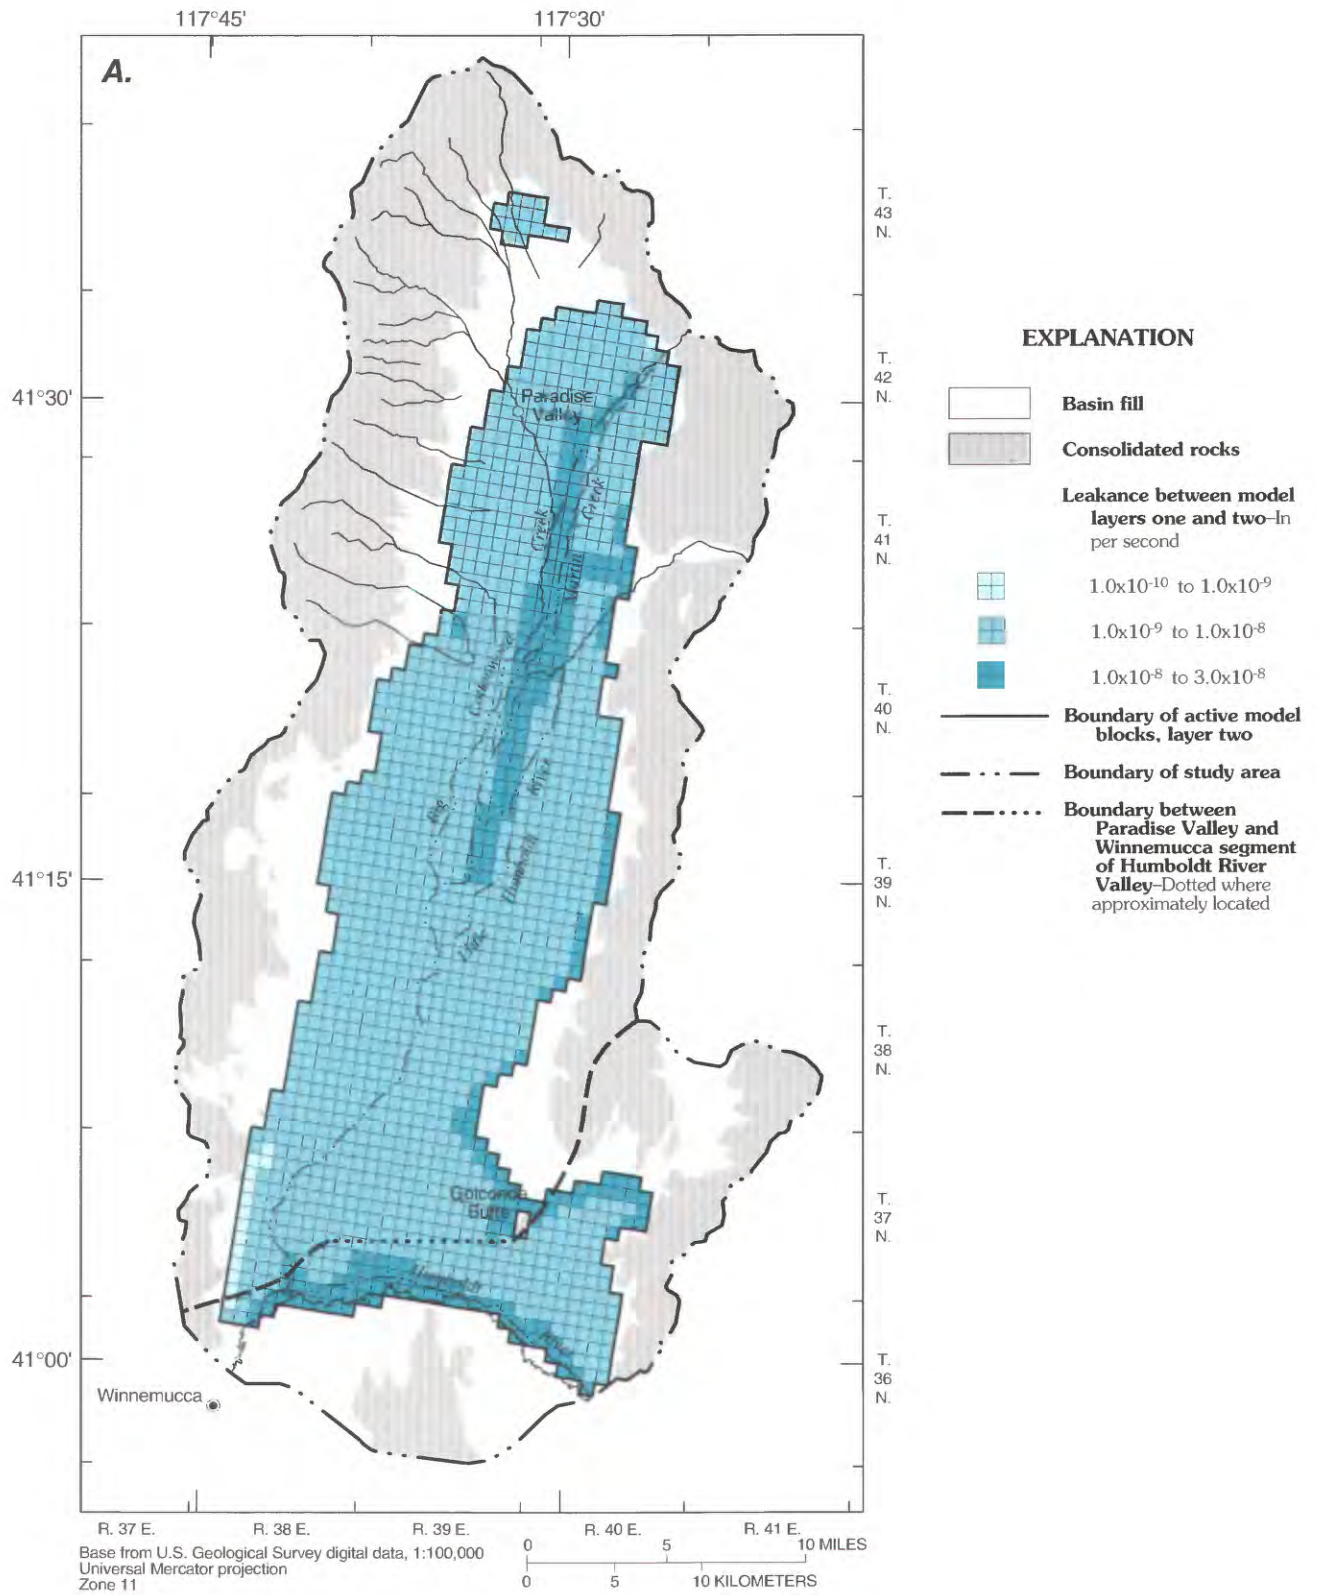 117°45' 117°30'
A.
T.
43
N.
T.
42
N.
41°30'
Paradise
Valley
Creek
Creek
Martin
T.
41
N.
Cottonwood
T.
40
N.
River
Big
Humboldt
Little
41°15'
T.
39
N.
T.
38
N.
Golconda
Butte
T.
37
N.
Humboldt
River
41°00'
T.
36
N.
Winnemucca
R. 37 E. R. 38 E. R. 39 E. R. 40 E. R. 41 E.
Base from U.S. Geological Survey digital data, 1:100,000
Universal Mercator projection
Zone 11
0 5 10 MILES
0 5 10 KILOMETERS
EXPLANATION
Basin fill
Consolidated rocks
Leakance between model
layers one and two–In
per second
1.0x10⁻¹⁰ to 1.0x10⁻⁹
1.0x10⁻⁹ to 1.0x10⁻⁸
1.0x10⁻⁸ to 3.0x10⁻⁸
Boundary of active model
blocks, layer two
Boundary of study area
Boundary between
Paradise Valley and
Winnemucca segment
of Humboldt River
Valley–Dotted where
approximately located